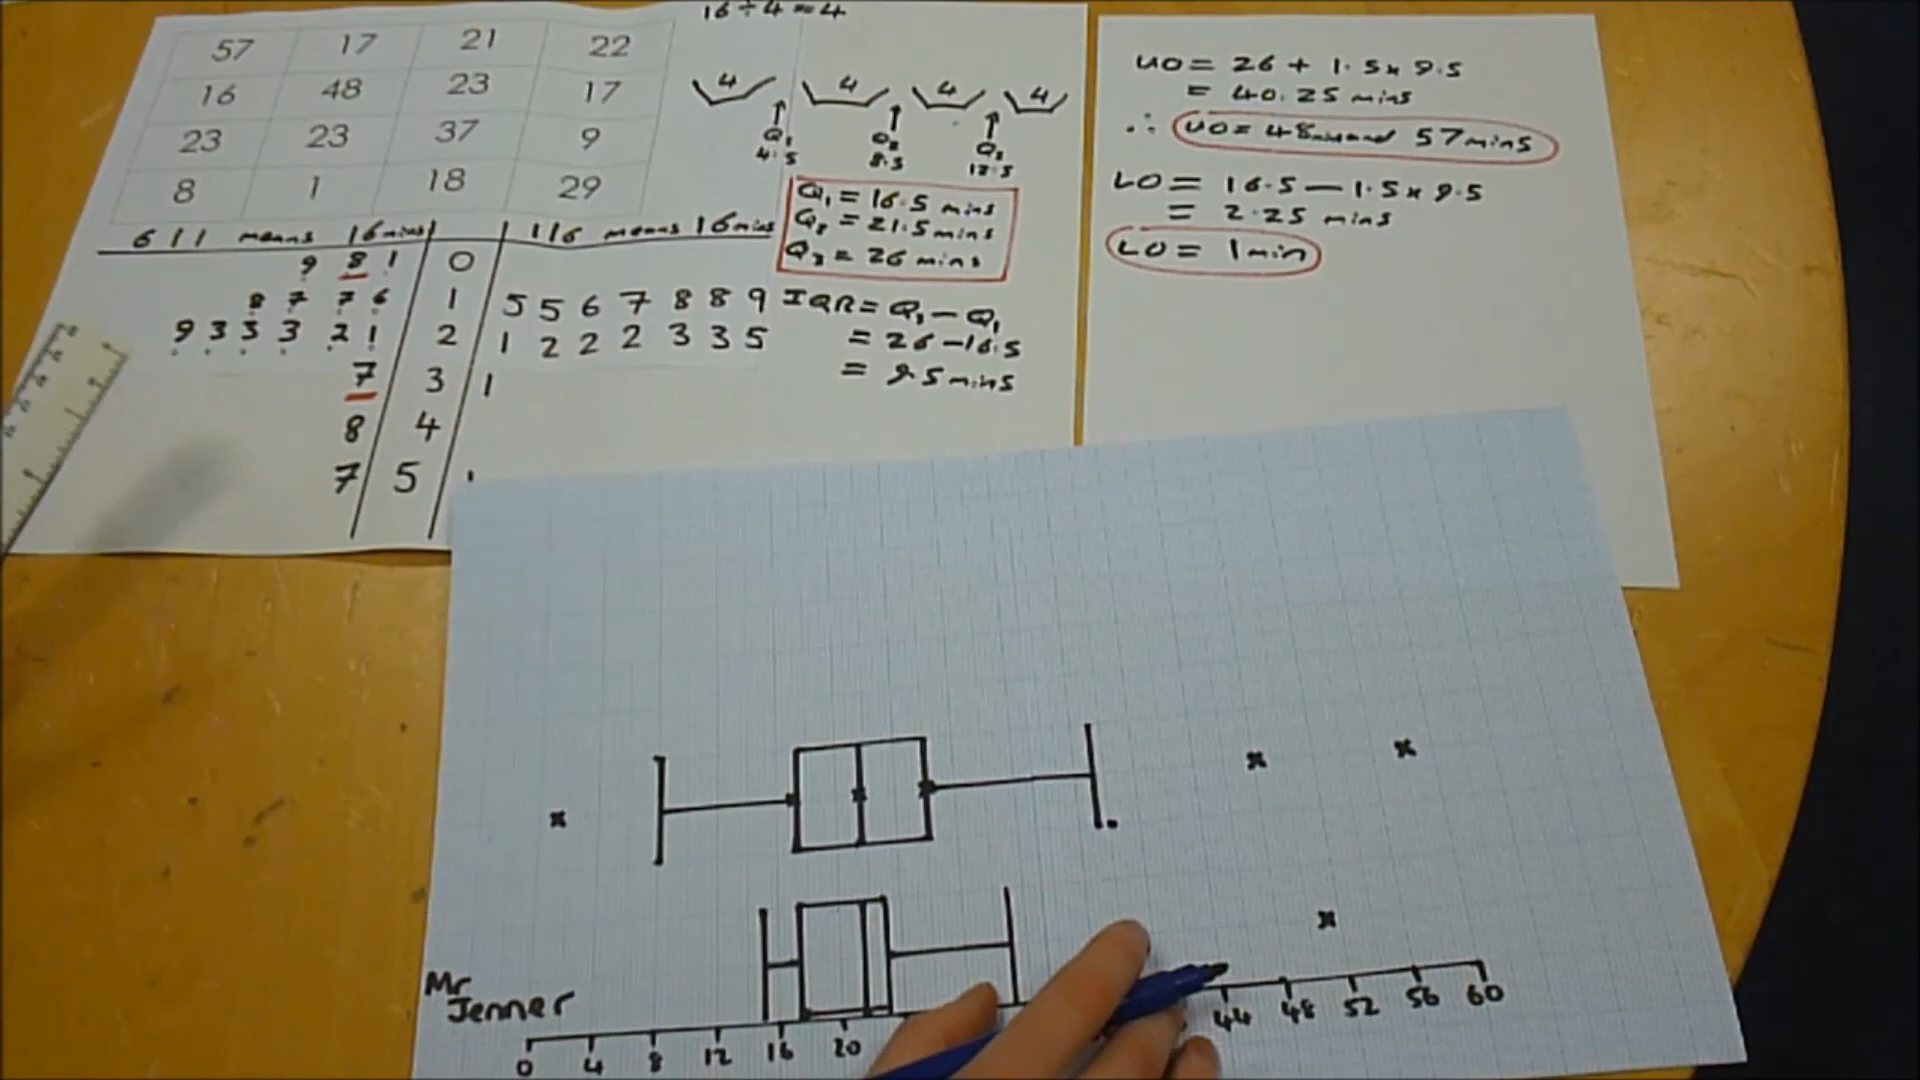 16 ÷ 4 = 4
57 17 21 22
16 48 23 17
23 23 37 9
8 1 18 29
4 4 4 4
Q₁ Q₂ Q₃
4.5 8.5 12.5
Q₁ = 16.5 mins
Q₂ = 21.5 mins
Q₃ = 26 mins
6 | 1 means 16 mins 1 | 6 means 16 mins
9 8 1 0
8 7 7 6 1 5 5 6 7 8 8 9
9 3 3 3 2 1 2 1 2 2 2 3 3 5
7 3 1
8 4
7 5
IQR = Q₃ - Q₁
= 26 - 16.5
= 9.5 mins
UO = 26 + 1.5 × 9.5
= 40.25 mins
∴ UO = 48 and 57 mins
LO = 16.5 - 1.5 × 9.5
= 2.25 mins
LO = 1 min
Mr
Jenner
0 4 8 12 16 20 44 48 52 56 60